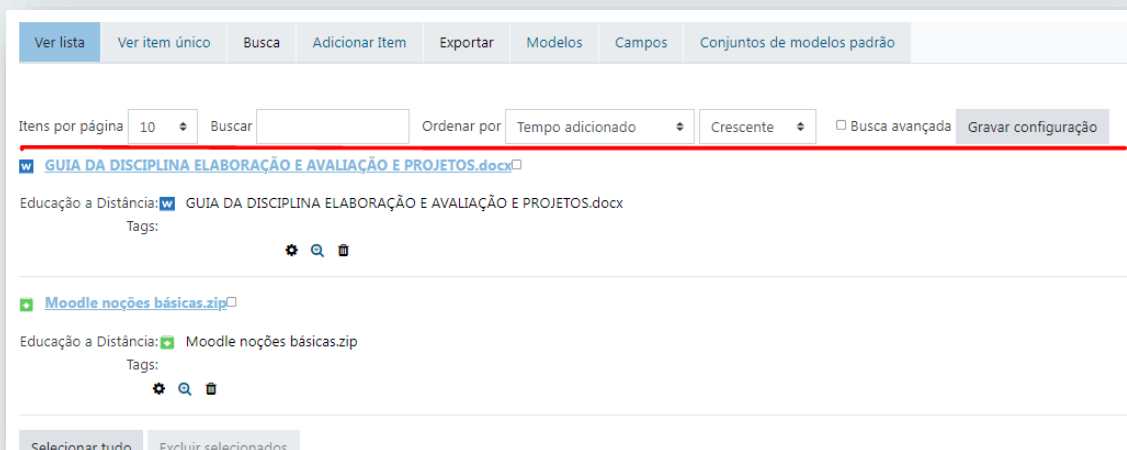 Ver lista Ver item único Busca Adicionar Item Exportar Modelos Campos Conjuntos de modelos padrão
Itens por página 10 Buscar Ordenar por Tempo adicionado Crescente Busca avançada Gravar configuração
GUIA DA DISCIPLINA ELABORAÇÃO E AVALIAÇÃO E PROJETOS.docx
Educação a Distância: GUIA DA DISCIPLINA ELABORAÇÃO E AVALIAÇÃO E PROJETOS.docx
Tags:
Moodle noções básicas.zip
Educação a Distância: Moodle noções básicas.zip
Tags:
Selecionar tudo Excluir selecionados